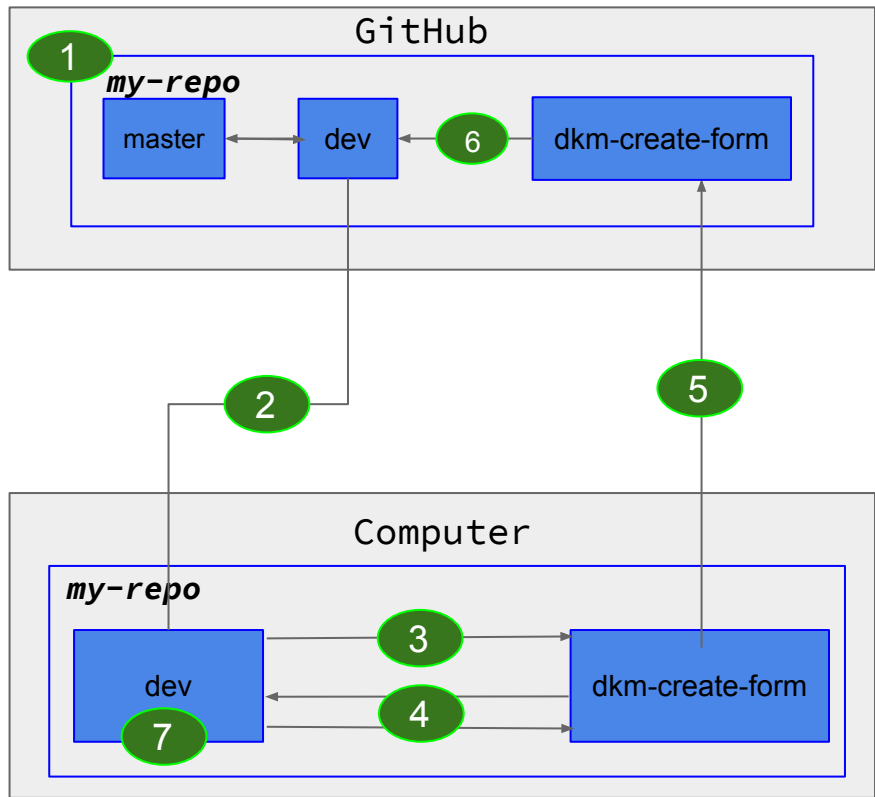 GitHub
1
my-repo
master
dev
6
dkm-create-form
2
5
Computer
my-repo
3
dev
dkm-create-form
4
7